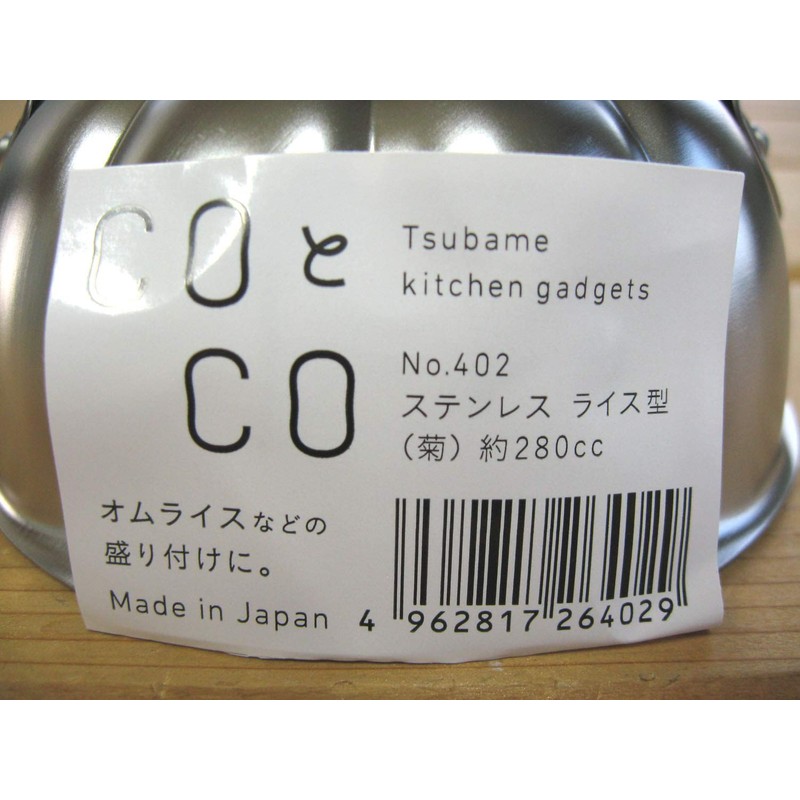 COと
CO
Tsubame
kitchen gadgets
No.402
ステンレス ライス型
（菊）約280cc
オムライスなどの
盛り付けに。
Made in Japan
4 962817 264029